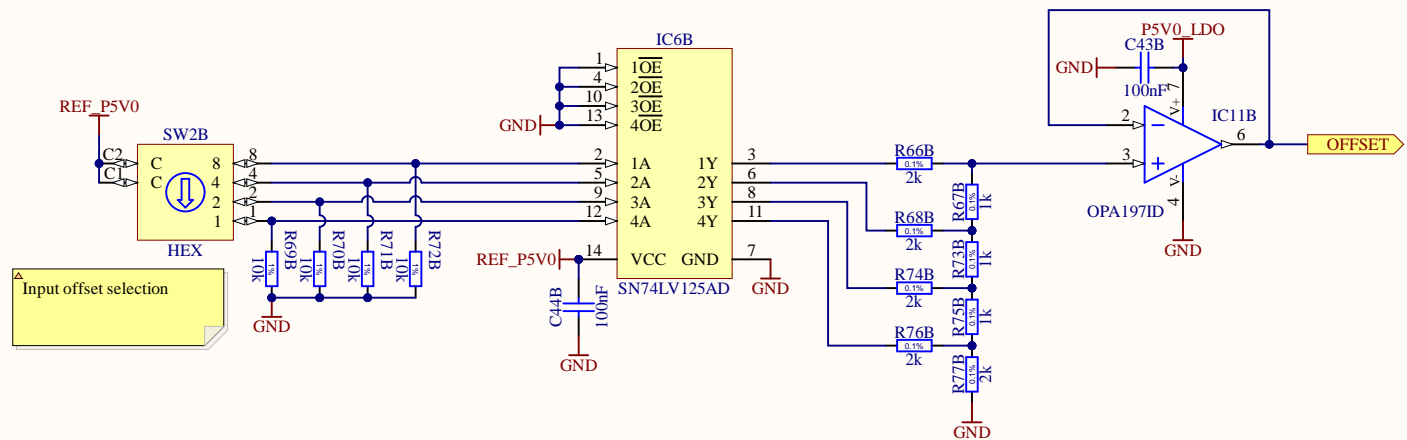 REF_P5V0
SW2B
C2
C1
C
C
8
4
2
1
8
4
2
1
HEX
Input offset selection
R69B
1%
10k
R70B
1%
10k
R71B
1%
10k
R72B
1%
10k
GND
IC6B
1
4
10
13
1OE
2OE
3OE
4OE
GND
2
5
9
12
1A
2A
3A
4A
1Y
2Y
3Y
4Y
3
6
8
11
REF_P5V0
14
VCC
GND
7
SN74LV125AD
GND
C44B
100nF
GND
R66B
0.1%
2k
R67B
0.1%
1k
R68B
0.1%
2k
R73B
0.1%
1k
R74B
0.1%
2k
R75B
0.1%
1k
R76B
0.1%
2k
R77B
0.1%
2k
GND
P5V0_LDO
C43B
GND
100nF
7
V+
IC11B
2
3
6
OFFSET
V-
4
OPA197ID
GND